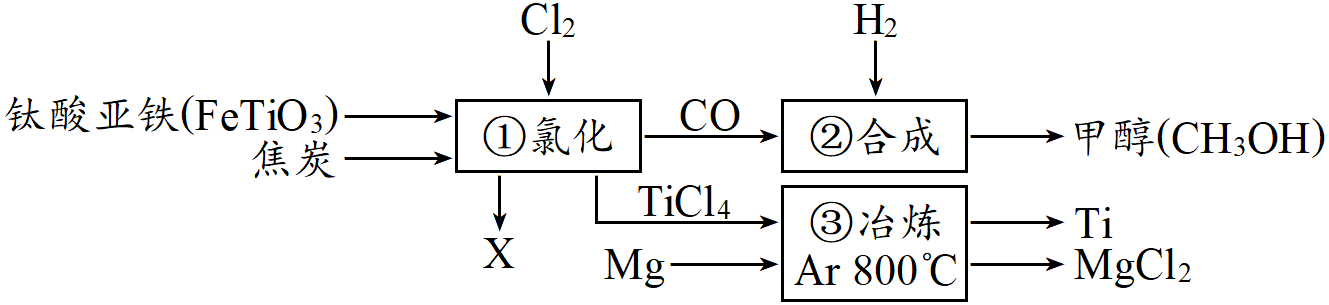 Cl₂
H₂
钛酸亚铁(FeTiO₃)
焦炭
①氯化
CO
②合成
甲醇(CH₃OH)
X
TiCl₄
Mg
③冶炼
Ar 800℃
Ti
MgCl₂